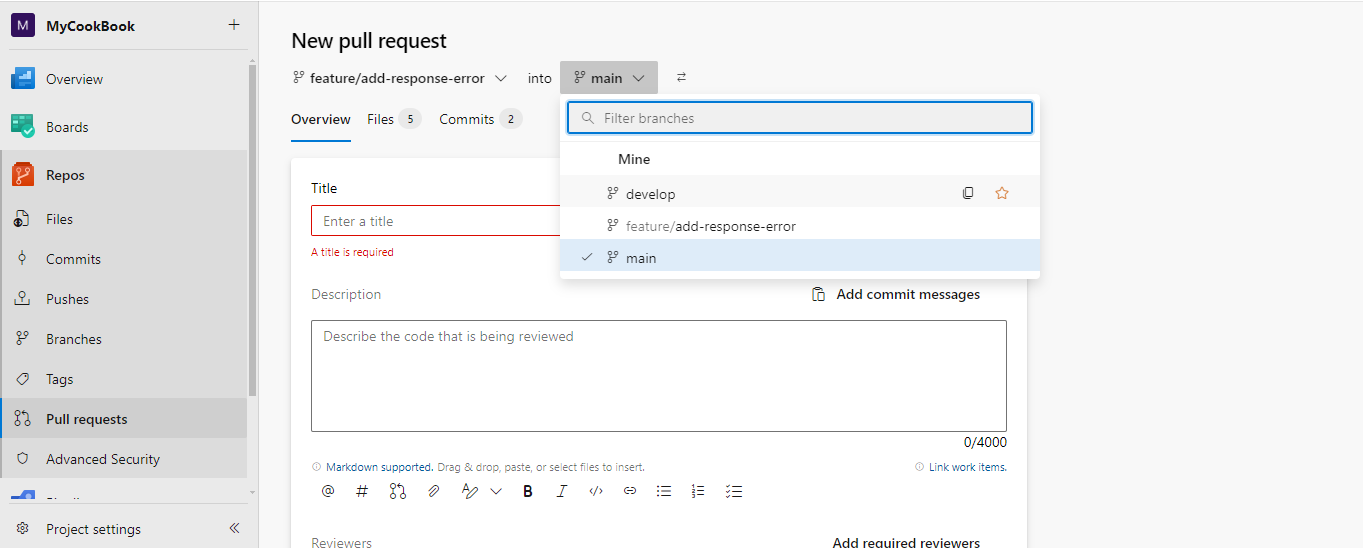 M MyCookBook
Overview
Boards
Repos
Files
Commits
Pushes
Branches
Tags
Pull requests
Advanced Security
Project settings
New pull request
feature/add-response-error into main
Overview Files 5 Commits 2
Filter branches
Mine
develop
feature/add-response-error
main
Title
Enter a title
A title is required
Description Add commit messages
Describe the code that is being reviewed
0/4000
Markdown supported. Drag & drop, paste, or select files to insert. Link work items.
Reviewers Add required reviewers